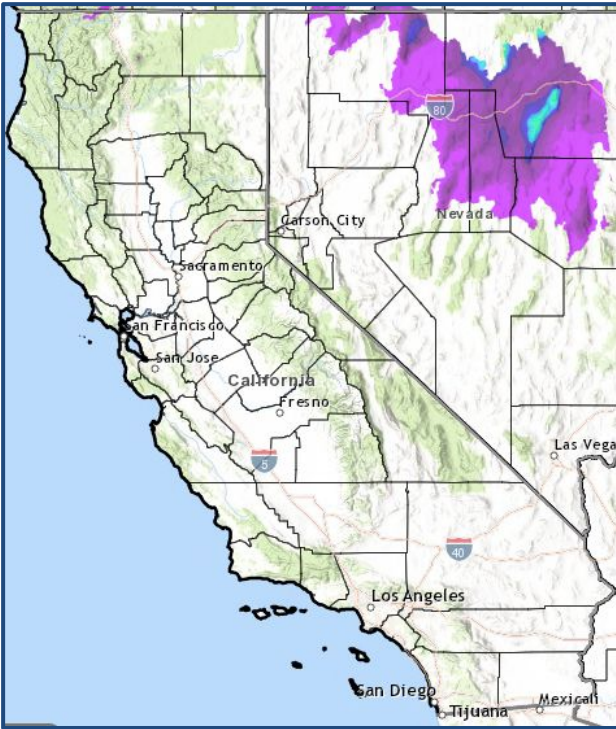 80
Carson City
Nevada
Sacramento
San Francisco
San Jose
California
Fresno
Las Vega
5
40
Los Angeles
San Diego
Tijuana
Mexicali